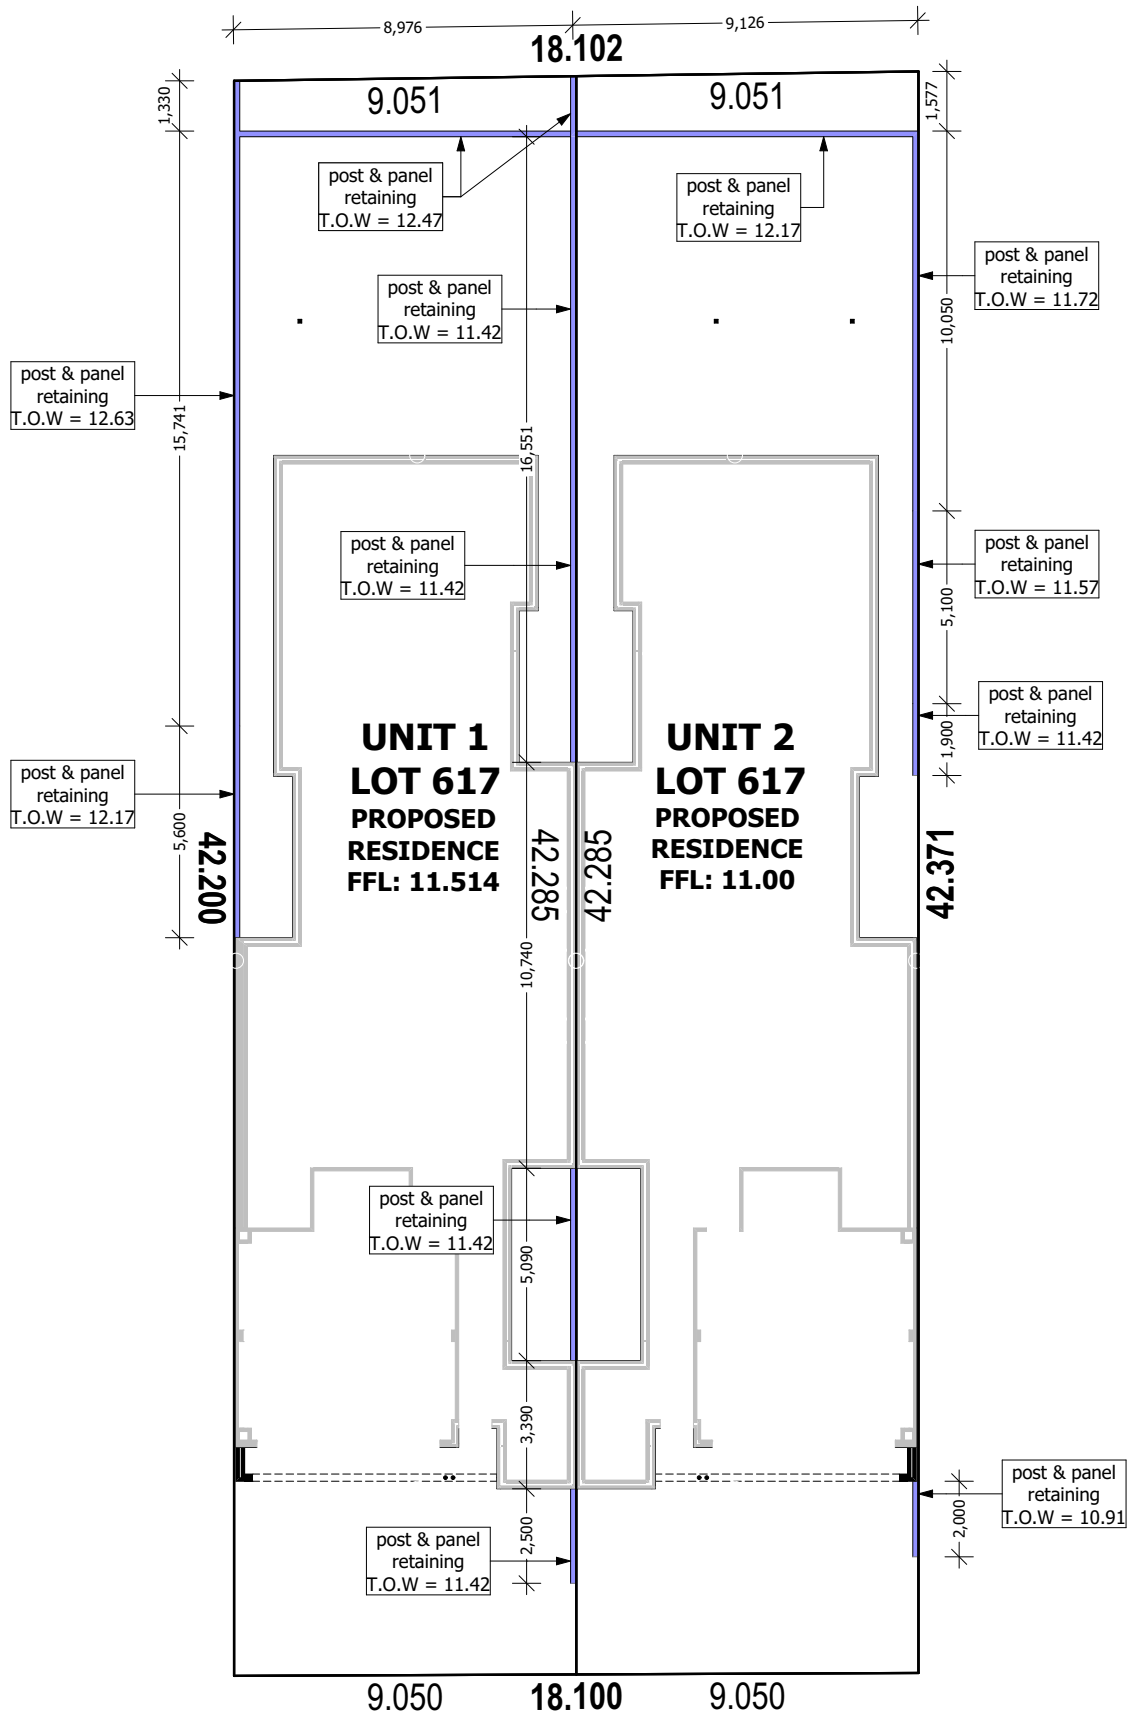 8,976
9,126
18.102
9.051
9.051
1,330
1,577
post & panel
retaining
T.O.W = 12.47
post & panel
retaining
T.O.W = 12.17
post & panel
retaining
T.O.W = 11.72
post & panel
retaining
T.O.W = 11.42
10,050
post & panel
retaining
T.O.W = 12.63
15,741
16,551
post & panel
retaining
T.O.W = 11.42
post & panel
retaining
T.O.W = 11.57
5,100
post & panel
retaining
T.O.W = 11.42
1,900
UNIT 1
LOT 617
PROPOSED
RESIDENCE
FFL: 11.514
UNIT 2
LOT 617
PROPOSED
RESIDENCE
FFL: 11.00
post & panel
retaining
T.O.W = 12.17
5,600
42.200
42.285
42.285
42.371
10,740
post & panel
retaining
T.O.W = 11.42
5,090
3,390
post & panel
retaining
T.O.W = 10.91
2,000
2,500
post & panel
retaining
T.O.W = 11.42
9.050
18.100
9.050